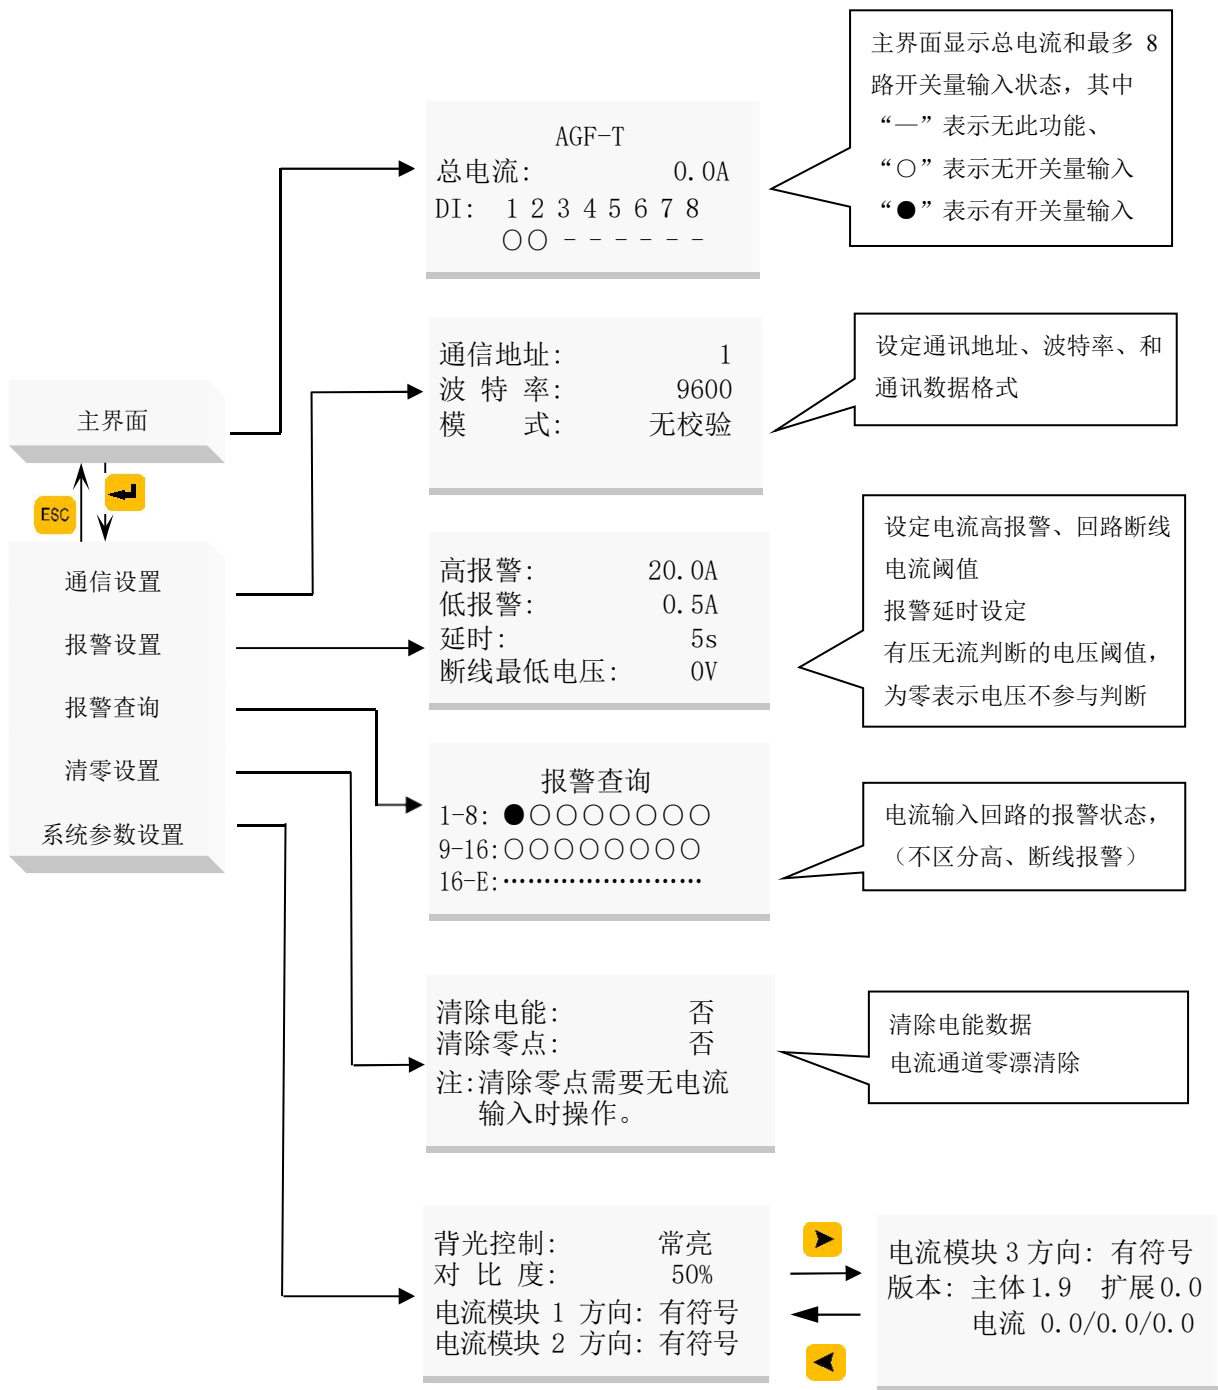 主界面
ESC
通信设置
报警设置
报警查询
清零设置
系统参数设置
AGF-T
总电流: 0.0A
DI: 1 2 3 4 5 6 7 8
○○ - - - - - -
主界面显示总电流和最多 8
路开关量输入状态，其中
“—”表示无此功能、
“○”表示无开关量输入
“●”表示有开关量输入
通信地址: 1
波 特 率: 9600
模 式: 无校验
设定通讯地址、波特率、和
通讯数据格式
高报警: 20.0A
低报警: 0.5A
延时: 5s
断线最低电压: 0V
设定电流高报警、回路断线
电流阈值
报警延时设定
有压无流判断的电压阈值，
为零表示电压不参与判断
报警查询
1-8: ●○○○○○○○
9-16:○○○○○○○○
16-E:……………………
电流输入回路的报警状态，
（不区分高、断线报警）
清除电能: 否
清除零点: 否
注:清除零点需要无电流
输入时操作。
清除电能数据
电流通道零漂清除
背光控制: 常亮
对 比 度: 50%
电流模块 1 方向: 有符号
电流模块 2 方向: 有符号
电流模块 3 方向: 有符号
版本: 主体1.9 扩展0.0
电流 0.0/0.0/0.0